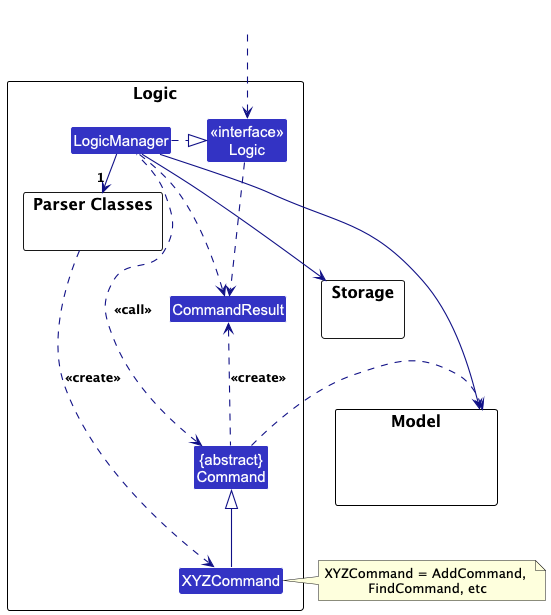 Logic
LogicManager
«interface»
Logic
1
Parser Classes
Storage
CommandResult
«call»
«create»
«create»
Model
{abstract}
Command
XYZCommand
XYZCommand = AddCommand,
FindCommand, etc